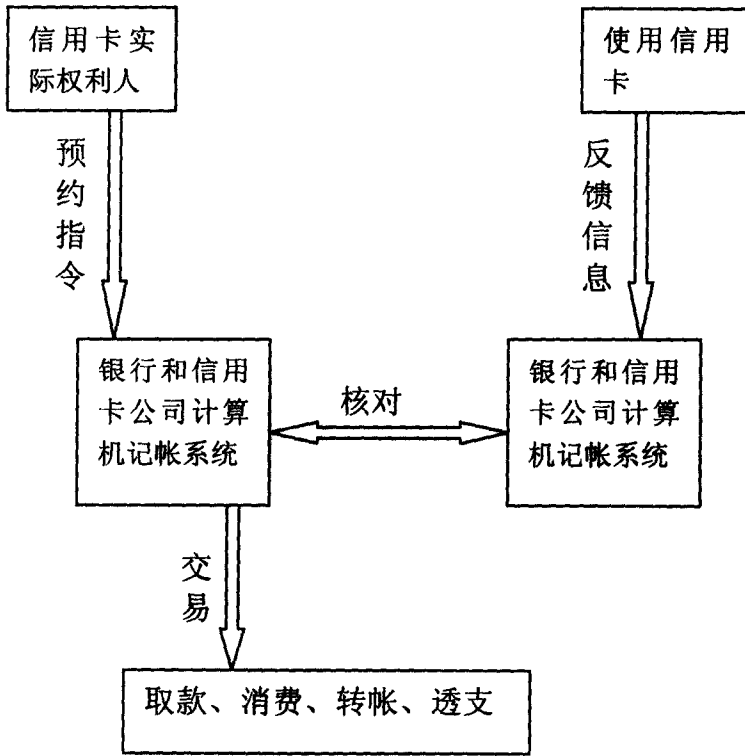 信用卡实
际权利人
使用信用
卡
预
约
指
令
反
馈
信
息
银行和信用
卡公司计算
机记帐系统
核对
银行和信用
卡公司计算
机记帐系统
交
易
取款、消费、转帐、透支